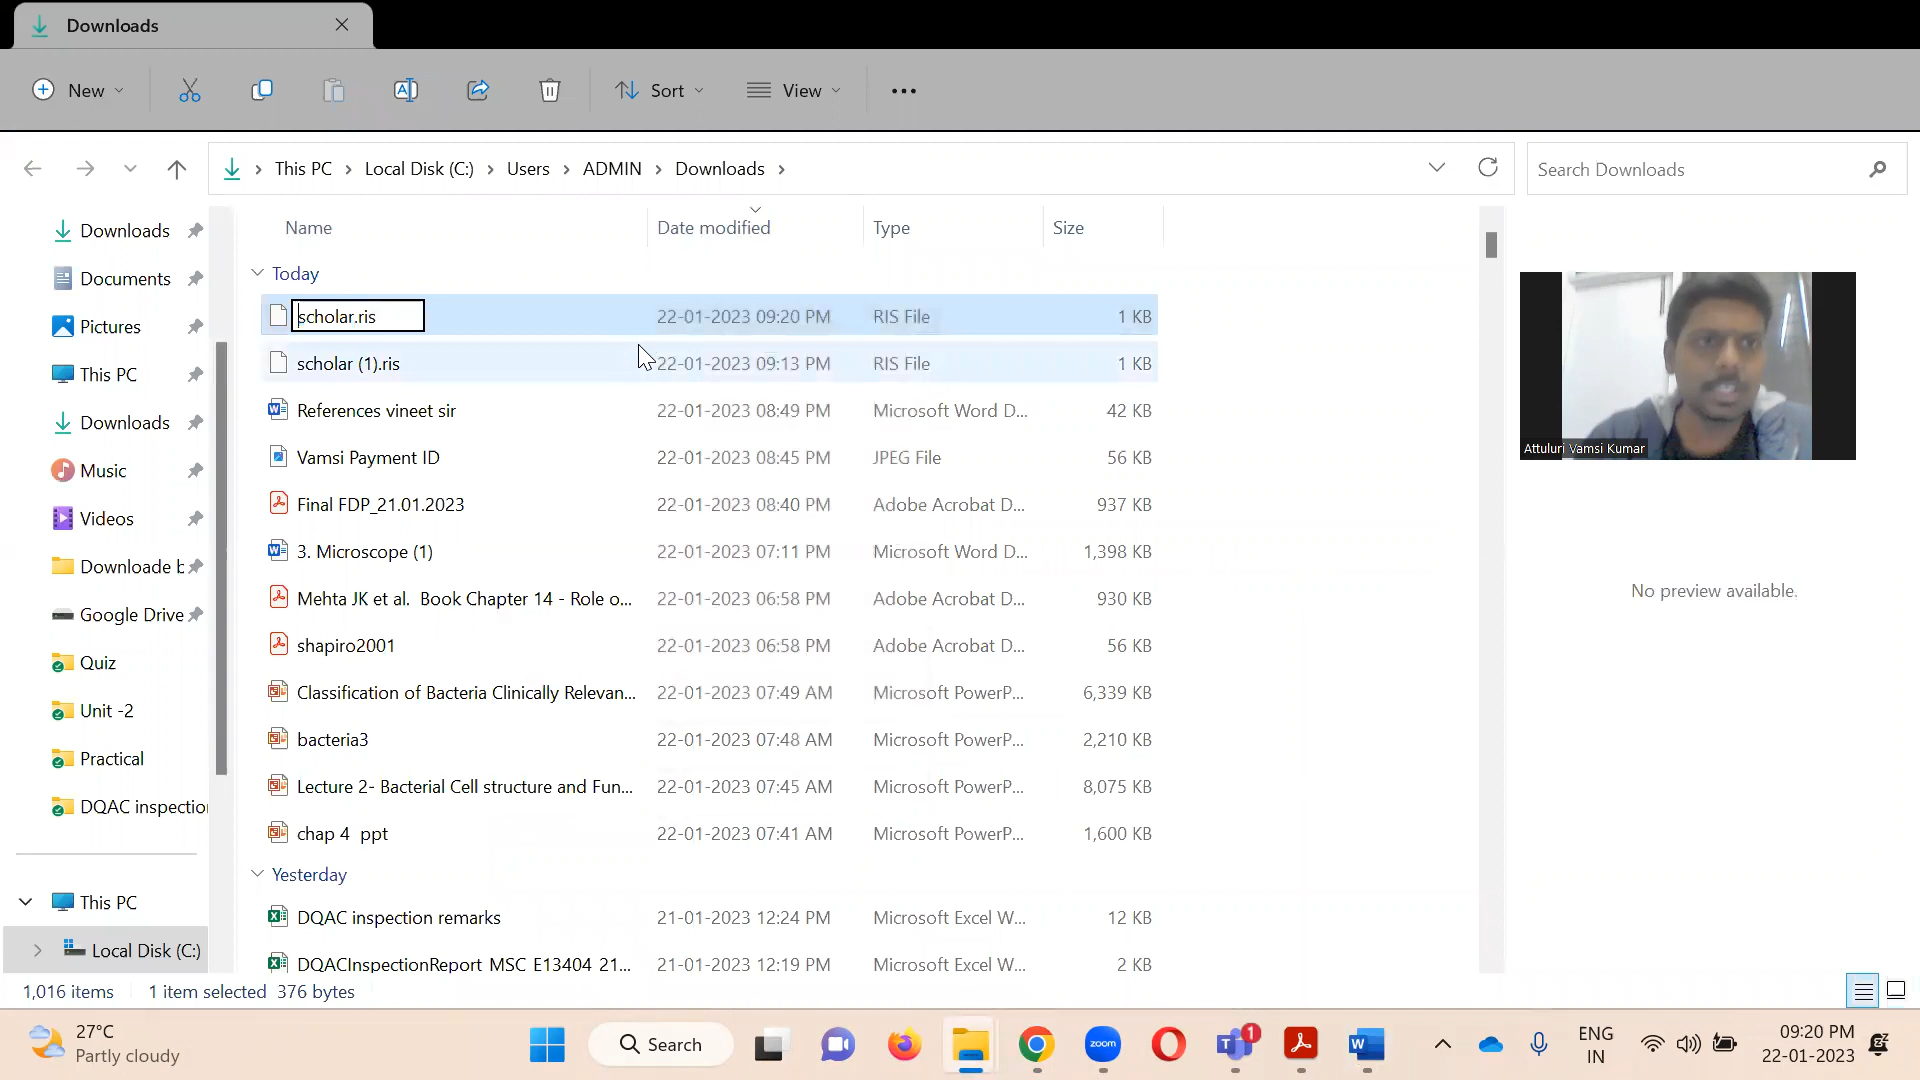 Downloads
New
Sort
View
This PC
Local Disk (C:)
Users
ADMIN
Downloads
Search Downloads
Downloads
Documents
Pictures
This PC
Downloads
Music
Videos
Downloade b
Google Drive
Quiz
Unit -2
Practical
DQAC inspection
This PC
Local Disk (C:)
Name Date modified Type Size
Today
scholar.ris 22-01-2023 09:20 PM RIS File 1 KB
scholar (1).ris 22-01-2023 09:13 PM RIS File 1 KB
References vineet sir 22-01-2023 08:49 PM Microsoft Word D... 42 KB
Vamsi Payment ID 22-01-2023 08:45 PM JPEG File 56 KB
Final FDP_21.01.2023 22-01-2023 08:40 PM Adobe Acrobat D... 937 KB
3. Microscope (1) 22-01-2023 07:11 PM Microsoft Word D... 1,398 KB
Mehta JK et al. Book Chapter 14 - Role o... 22-01-2023 06:58 PM Adobe Acrobat D... 930 KB
shapiro2001 22-01-2023 06:58 PM Adobe Acrobat D... 56 KB
Classification of Bacteria Clinically Relevan... 22-01-2023 07:49 AM Microsoft PowerP... 6,339 KB
bacteria3 22-01-2023 07:48 AM Microsoft PowerP... 2,210 KB
Lecture 2- Bacterial Cell structure and Fun... 22-01-2023 07:45 AM Microsoft PowerP... 8,075 KB
chap 4 ppt 22-01-2023 07:41 AM Microsoft PowerP... 1,600 KB
Yesterday
DQAC inspection remarks 21-01-2023 12:24 PM Microsoft Excel W... 12 KB
DQACInspectionReport MSC E13404 21... 21-01-2023 12:19 PM Microsoft Excel W... 2 KB
Attuluri Vamsi Kumar
No preview available.
1,016 items 1 item selected 376 bytes
27°C
Partly cloudy
Search
zoom
1
ENG
IN
09:20 PM
22-01-2023